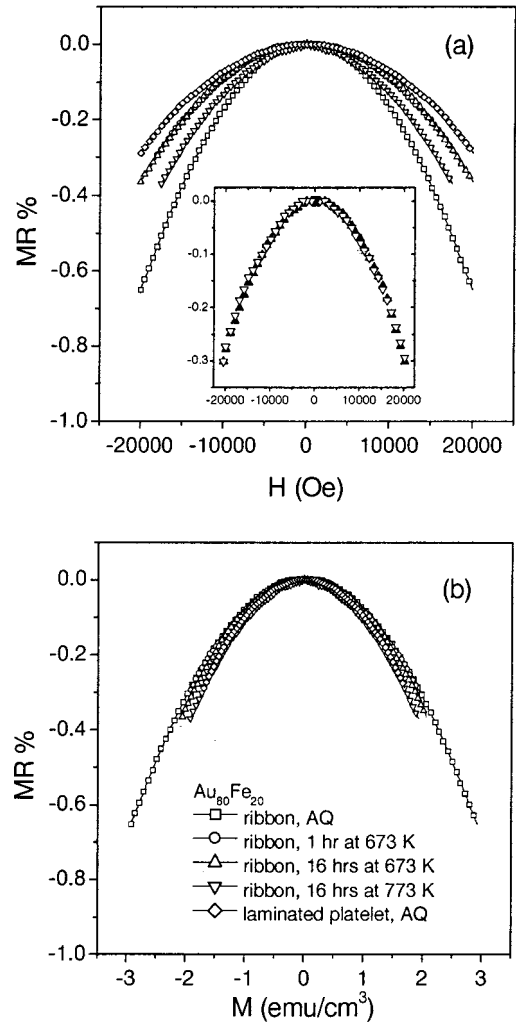 (a)
0.0
-0.2
-0.4
-0.6
-0.8
-1.0
MR %
0.0
-0.1
-0.2
-0.3
-20000 -10000 0 10000 20000
-20000 -10000 0 10000 20000
H (Oe)
(b)
0.0
-0.2
-0.4
-0.6
-0.8
-1.0
MR %
Au₈₀Fe₂₀
ribbon, AQ
ribbon, 1 hr at 673 K
ribbon, 16 hrs at 673 K
ribbon, 16 hrs at 773 K
laminated platelet, AQ
-3 -2 -1 0 1 2 3
M (emu/cm³)